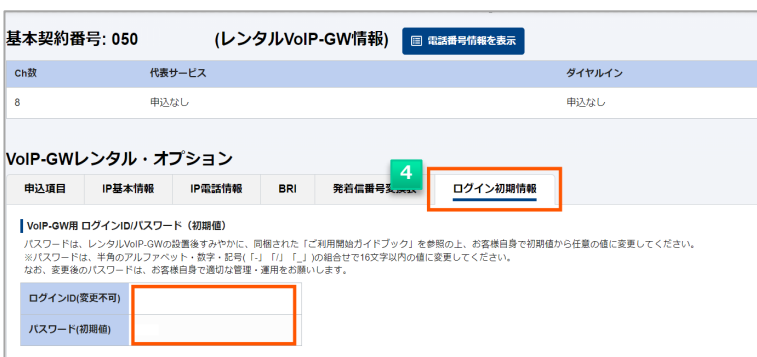 基本契約番号: 050 (レンタルVoIP-GW情報) 電話番号情報を表示
Ch数 代表サービス ダイヤルイン
8 申込なし 申込なし
VoIP-GWレンタル・オプション
4
申込項目 IP基本情報 IP電話情報 BRI 発着信番号変換表 ログイン初期情報
VoIP-GW用 ログインID/パスワード（初期値）
パスワードは、レンタルVoIP-GWの設置後すみやかに、同梱された「ご利用開始ガイドブック」を参照の上、お客様自身で初期値から任意の値に変更してください。
※パスワードは、半角のアルファベット・数字・記号(「-」「/」「_」)の組合せで16文字以内の値に変更してください。
なお、変更後のパスワードは、お客様自身で適切な管理・運用をお願いします。
ログインID(変更不可)
パスワード(初期値)